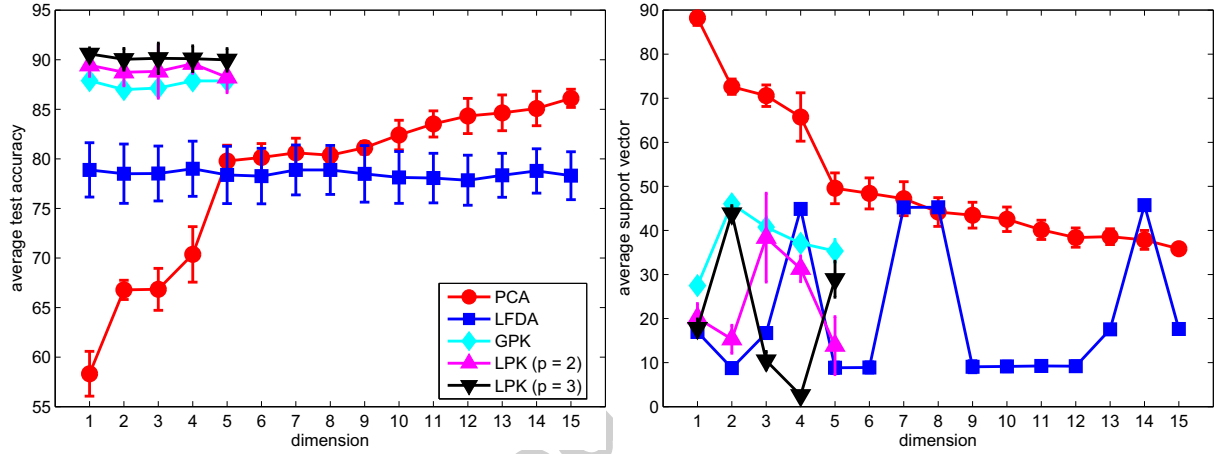 95
90
85
80
75
70
65
60
55
average test accuracy
PCA
LFDA
GPK
LPK (p = 2)
LPK (p = 3)
1 2 3 4 5 6 7 8 9 10 11 12 13 14 15
dimension
90
80
70
60
50
40
30
20
10
0
average support vector
1 2 3 4 5 6 7 8 9 10 11 12 13 14 15
dimension